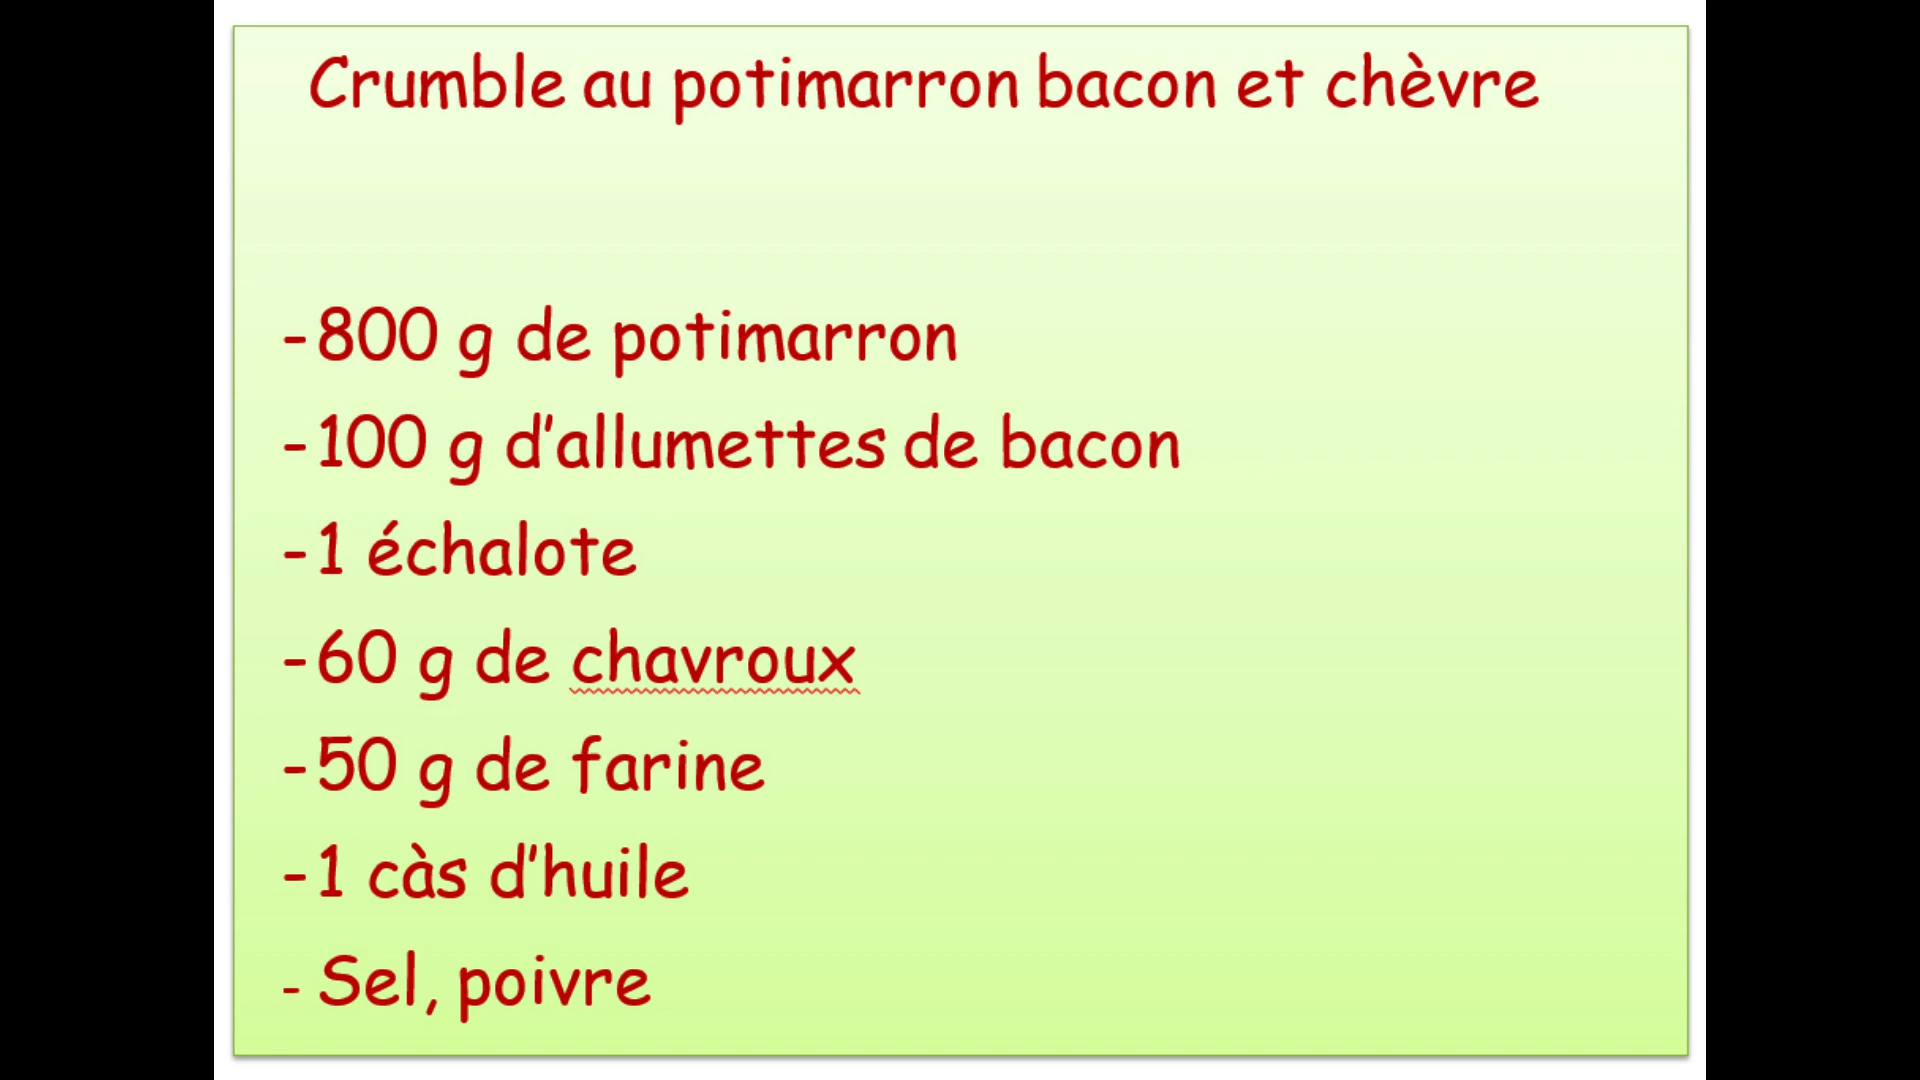 Crumble au potimarron bacon et chèvre
-800 g de potimarron
-100 g d’allumettes de bacon
-1 échalote
-60 g de chavroux
-50 g de farine
-1 càs d’huile
- Sel, poivre